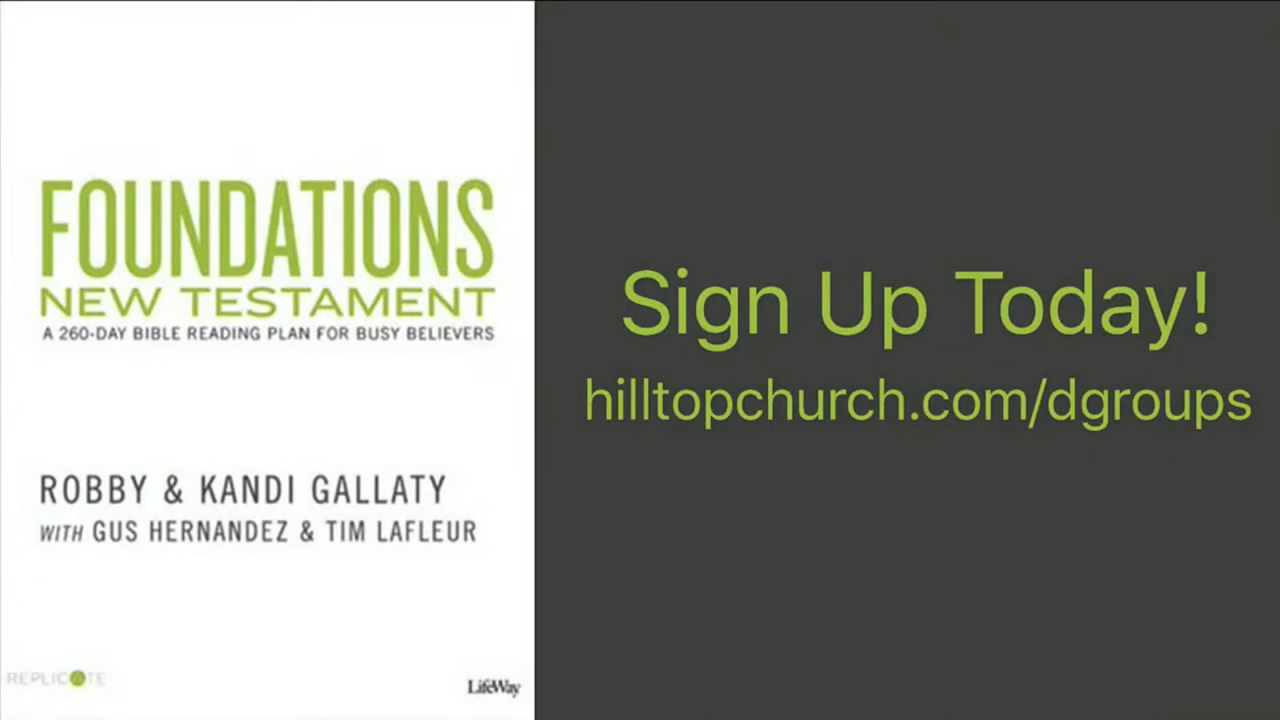 FOUNDATIONS
NEW TESTAMENT
A 260-DAY BIBLE READING PLAN FOR BUSY BELIEVERS
ROBBY & KANDI GALLATY
WITH GUS HERNANDEZ & TIM LAFLEUR
REPLICATE
LifeWay
Sign Up Today!
hilltopchurch.com/dgroups